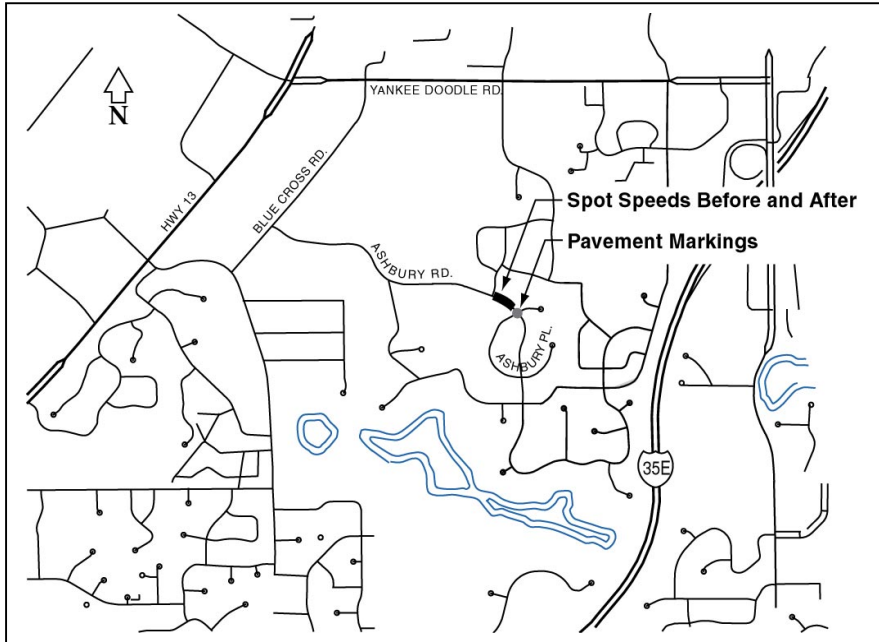 YANKEE DOODLE RD.
N
HWY 13
BLUE CROSS RD.
Spot Speeds Before and After
Pavement Markings
ASHBURY RD.
ASHBURY PL.
35E